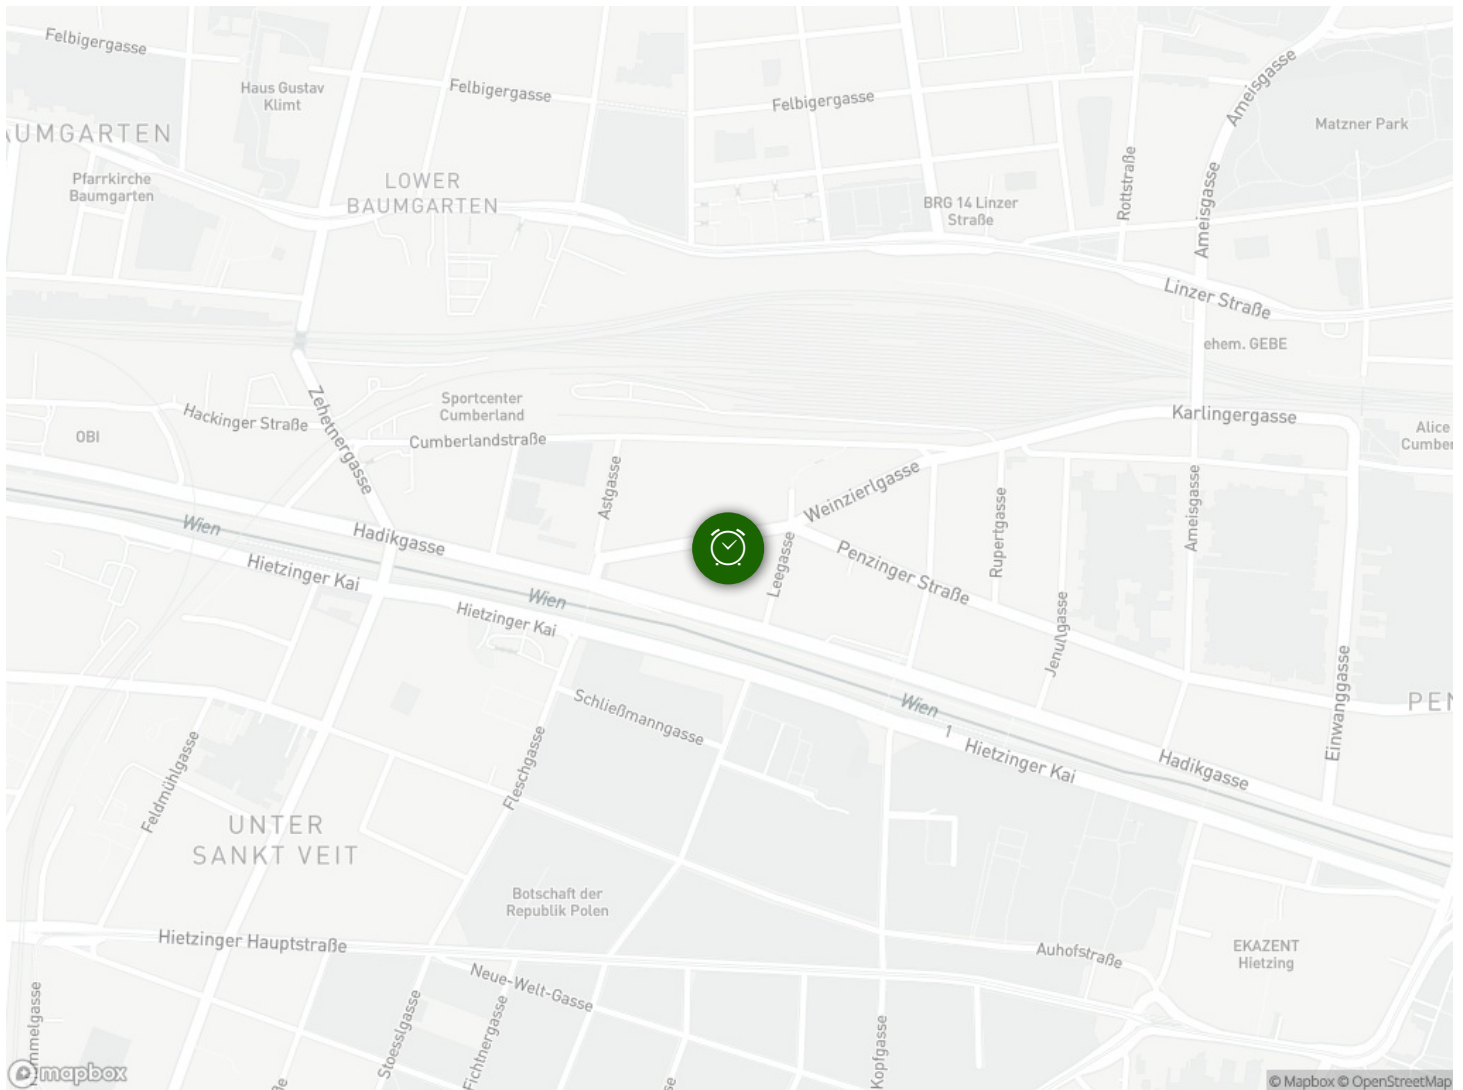 Felbigergasse
Haus Gustav
Klimt
Felbigergasse
Felbigergasse
Ameisgasse
Matzner Park
AUMGARTEN
Pfarrkirche
Baumgarten
LOWER
BAUMGARTEN
BRG 14 Linzer
Straße
Rottstraße
Ameisgasse
Linzer Straße
ehem. GEBE
Zehetnergasse
Hackinger Straße
OBI
Sportcenter
Cumberland
Cumberlandstraße
Karlingergasse
Alice
Cumber
Astgasse
Weinzierlgasse
Rupertgasse
Ameisgasse
Wien
Hadikgasse
Hietzinger Kai
Leegasse
Penzinger Straße
Wien
Hietzinger Kai
Jenullgasse
Einwanggasse
PEN
Schließmanngasse
Wien
1
Hietzinger Kai
Hadikgasse
Feldmühlgasse
Fleschgasse
UNTER
SANKT VEIT
Botschaft der
Republik Polen
Hietzinger Hauptstraße
Auhofstraße
EKAZENT
Hietzing
Neue-Welt-Gasse
Stoesslgasse
Fichtnergasse
Kopfgasse
mapbox
© Mapbox © OpenStreetMap